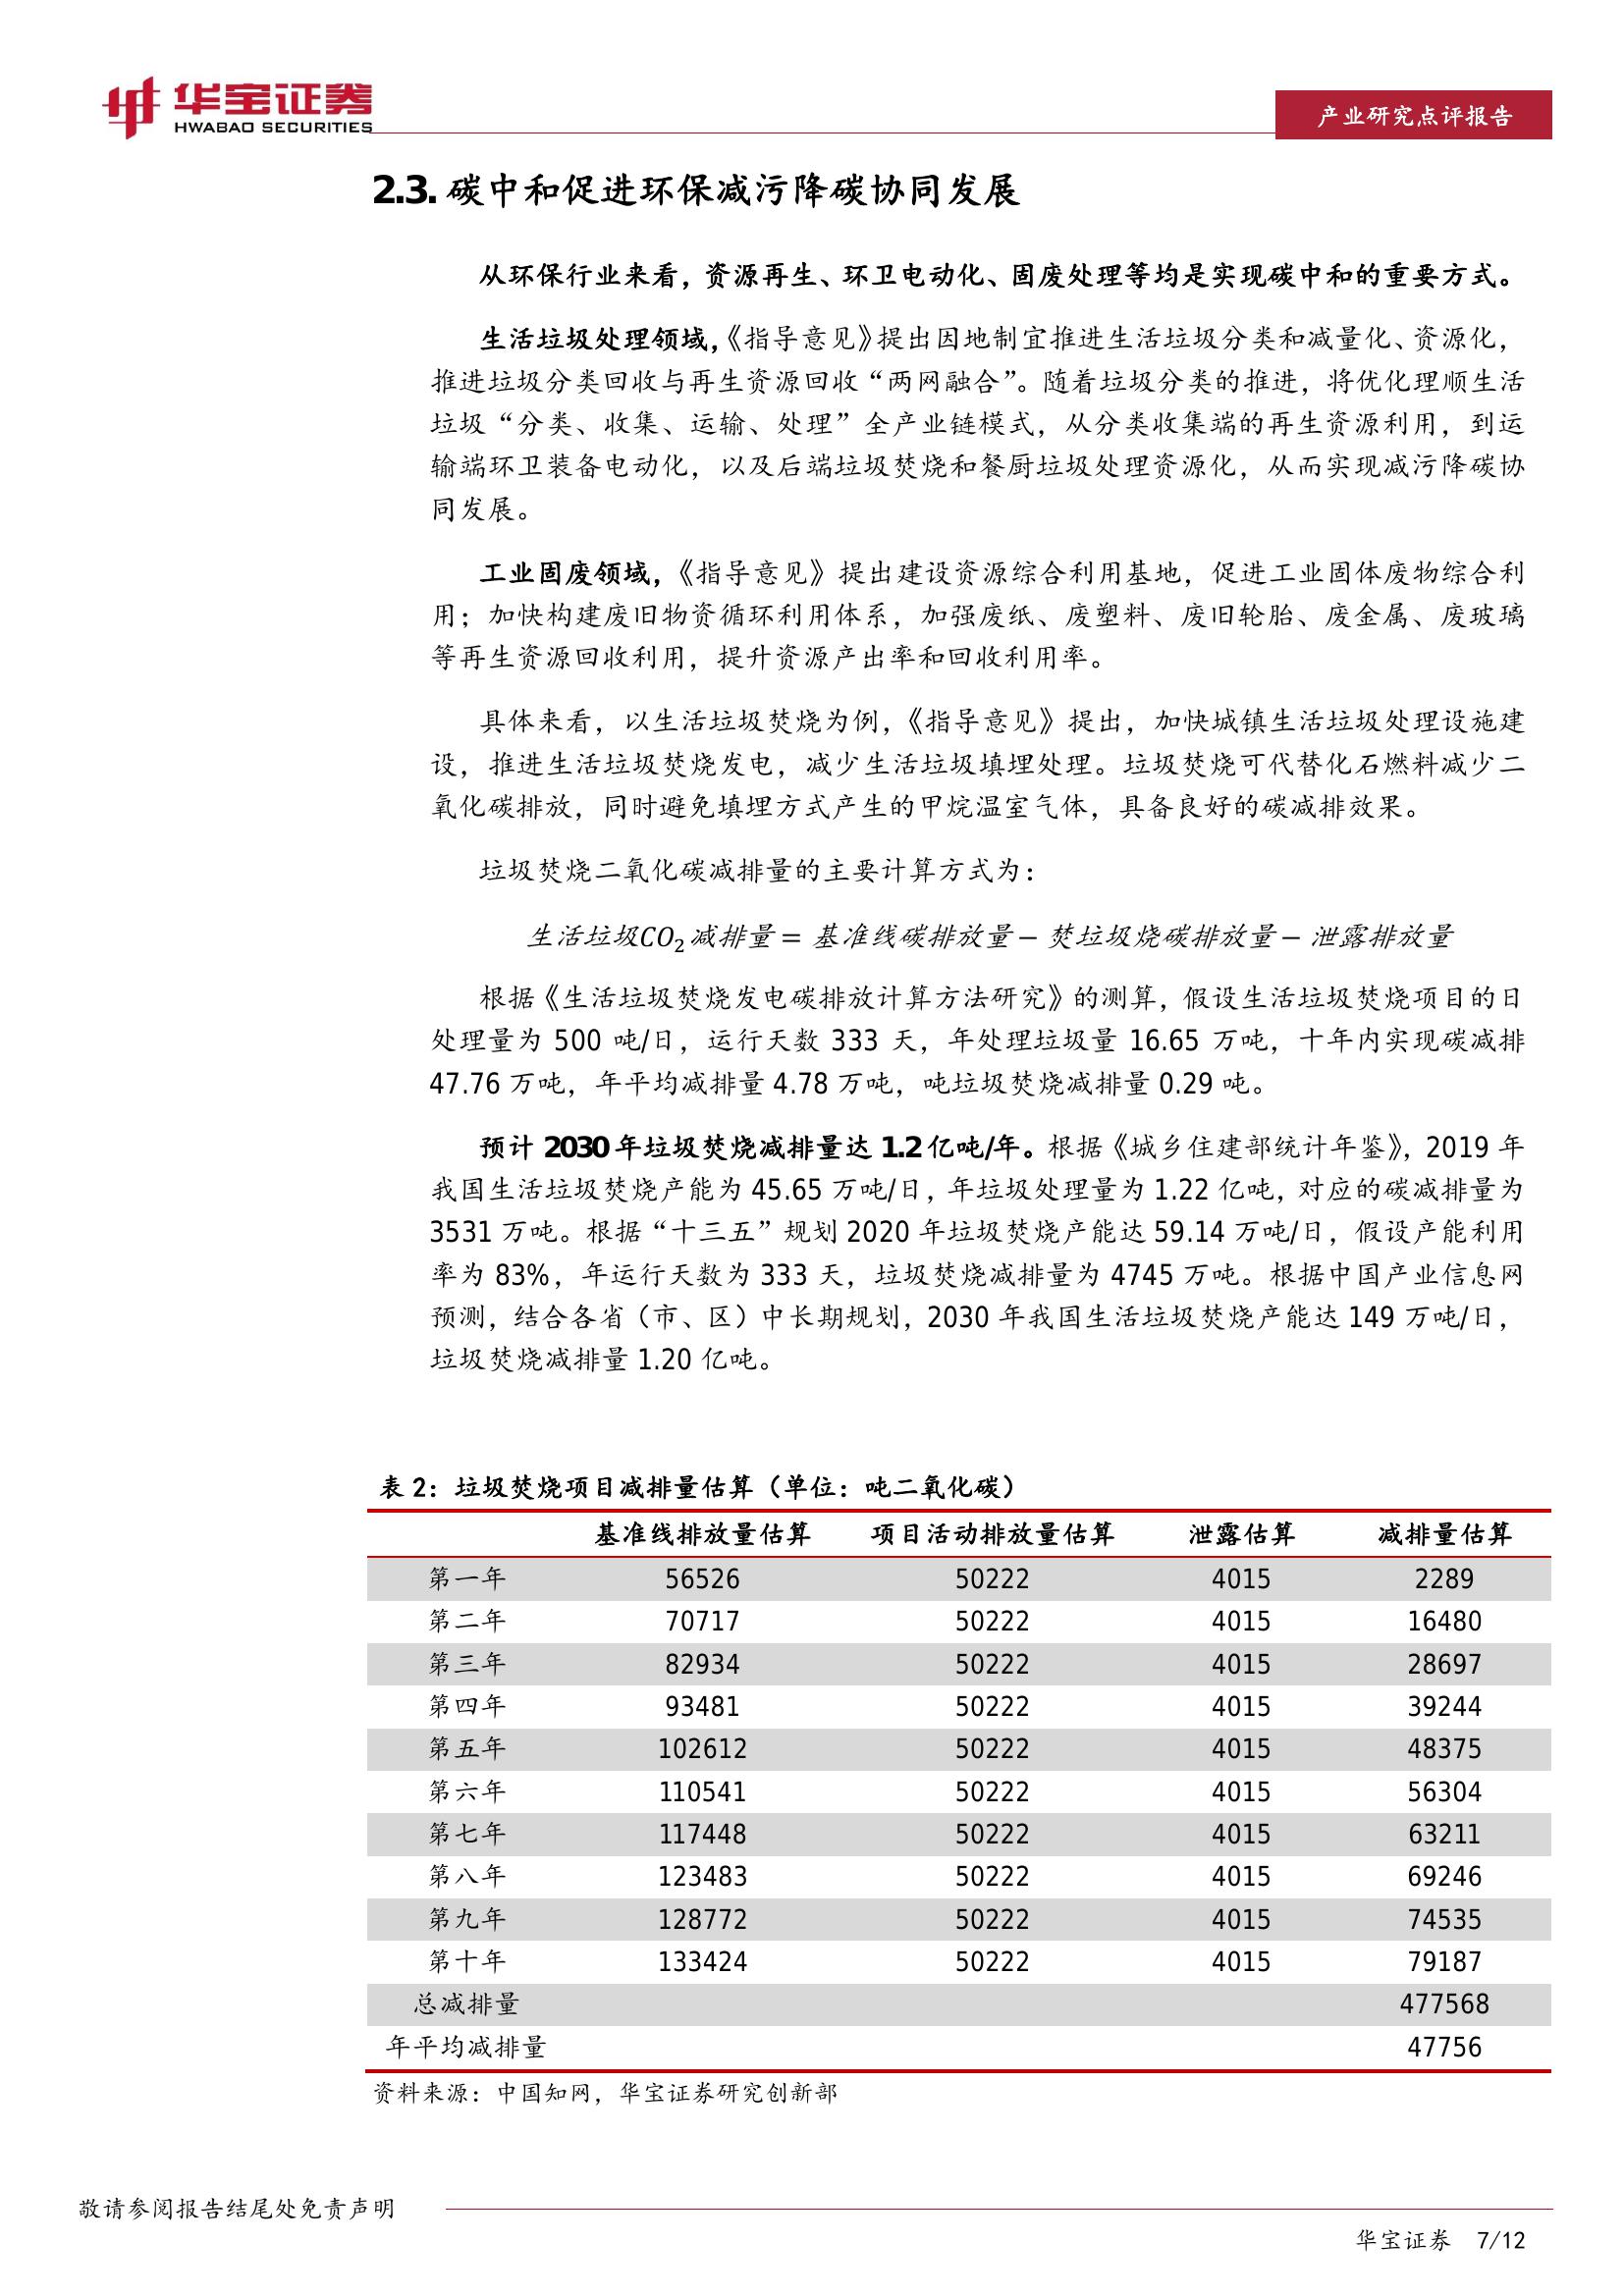 华宝证券
HWABAO SECURITIES
产业研究点评报告
2.3. 碳中和促进环保减污降碳协同发展
从环保行业来看，资源再生、环卫电动化、固废处理等均是实现碳中和的重要方式。
生活垃圾处理领域，《指导意见》提出因地制宜推进生活垃圾分类和减量化、资源化，
推进垃圾分类回收与再生资源回收“两网融合”。随着垃圾分类的推进，将优化理顺生活
垃圾“分类、收集、运输、处理”全产业链模式，从分类收集端的再生资源利用，到运
输端环卫装备电动化，以及后端垃圾焚烧和餐厨垃圾处理资源化，从而实现减污降碳协
同发展。
工业固废领域，《指导意见》提出建设资源综合利用基地，促进工业固体废物综合利
用；加快构建废旧物资循环利用体系，加强废纸、废塑料、废旧轮胎、废金属、废玻璃
等再生资源回收利用，提升资源产出率和回收利用率。
具体来看，以生活垃圾焚烧为例，《指导意见》提出，加快城镇生活垃圾处理设施建
设，推进生活垃圾焚烧发电，减少生活垃圾填埋处理。垃圾焚烧可代替化石燃料减少二
氧化碳排放，同时避免填埋方式产生的甲烷温室气体，具备良好的碳减排效果。
垃圾焚烧二氧化碳减排量的主要计算方式为：
生活垃圾CO₂减排量 = 基准线碳排放量 − 焚垃圾烧碳排放量 − 泄露排放量
根据《生活垃圾焚烧发电碳排放计算方法研究》的测算，假设生活垃圾焚烧项目的日
处理量为 500 吨/日，运行天数 333 天，年处理垃圾量 16.65 万吨，十年内实现碳减排
47.76 万吨，年平均减排量 4.78 万吨，吨垃圾焚烧减排量 0.29 吨。
预计 2030 年垃圾焚烧减排量达 1.2 亿吨/年。根据《城乡住建部统计年鉴》，2019 年
我国生活垃圾焚烧产能为 45.65 万吨/日，年垃圾处理量为 1.22 亿吨，对应的碳减排量为
3531 万吨。根据“十三五”规划 2020 年垃圾焚烧产能达 59.14 万吨/日，假设产能利用
率为 83%，年运行天数为 333 天，垃圾焚烧减排量为 4745 万吨。根据中国产业信息网
预测，结合各省（市、区）中长期规划，2030 年我国生活垃圾焚烧产能达 149 万吨/日，
垃圾焚烧减排量 1.20 亿吨。
表 2：垃圾焚烧项目减排量估算（单位：吨二氧化碳）
基准线排放量估算 项目活动排放量估算 泄露估算 减排量估算
第一年 56526 50222 4015 2289
第二年 70717 50222 4015 16480
第三年 82934 50222 4015 28697
第四年 93481 50222 4015 39244
第五年 102612 50222 4015 48375
第六年 110541 50222 4015 56304
第七年 117448 50222 4015 63211
第八年 123483 50222 4015 69246
第九年 128772 50222 4015 74535
第十年 133424 50222 4015 79187
总减排量 477568
年平均减排量 47756
资料来源：中国知网，华宝证券研究创新部
敬请参阅报告结尾处免责声明
华宝证券 7/12